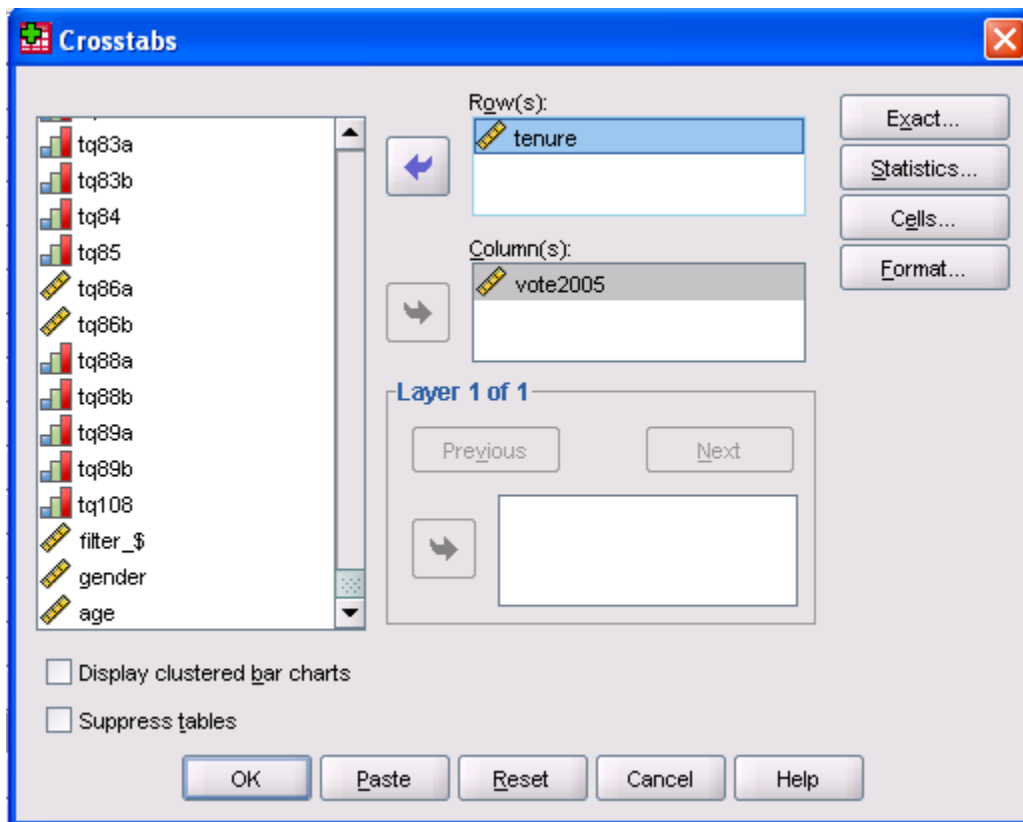 Crosstabs
tq83a
tq83b
tq84
tq85
tq86a
tq86b
tq88a
tq88b
tq89a
tq89b
tq108
filter_$
gender
age
Row(s):
tenure
Column(s):
vote2005
Layer 1 of 1
Previous
Next
Exact...
Statistics...
Cells...
Format...
Display clustered bar charts
Suppress tables
OK
Paste
Reset
Cancel
Help